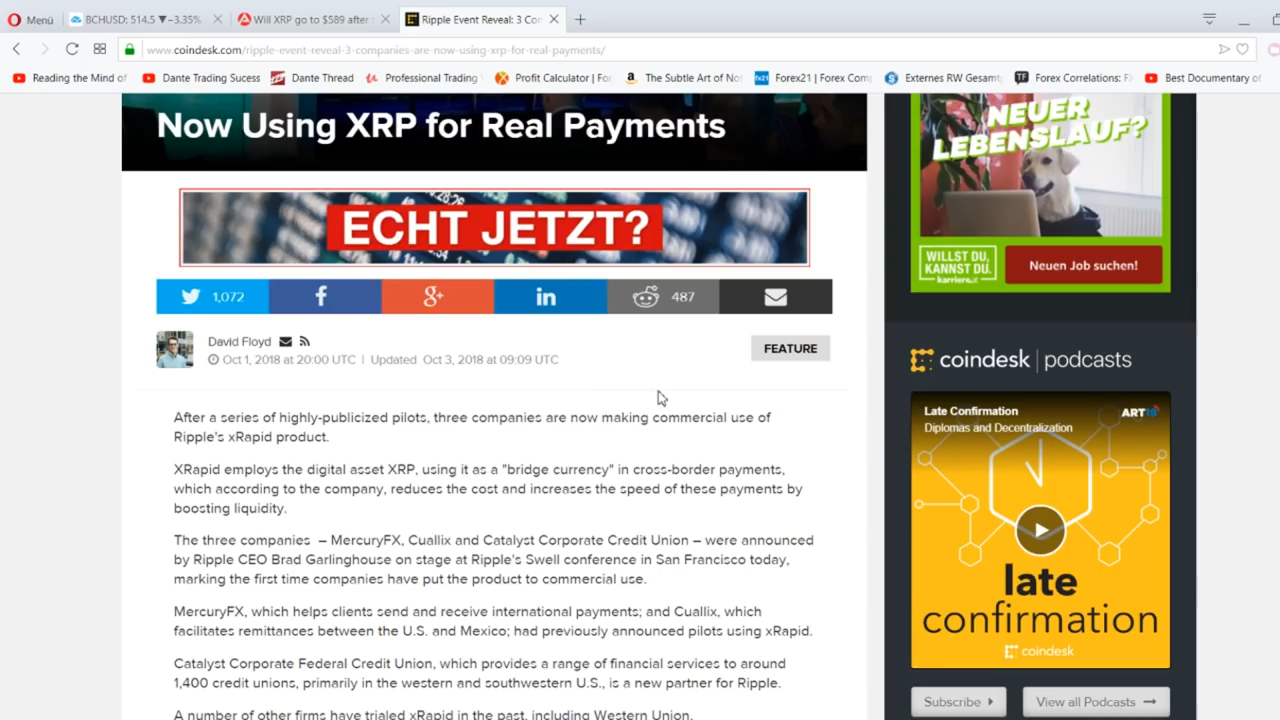 Menü
BCHUSD: 514.5 ▼−3.35%
Will XRP go to $589 after
Ripple Event Reveal: 3 Con
www.coindesk.com/ripple-event-reveal-3-companies-are-now-using-xrp-for-real-payments/
Reading the Mind of
Dante Trading Sucess
Dante Thread
Professional Trading
Profit Calculator | For
The Subtle Art of No
Forex21 | Forex Com
Externes RW Gesamt
Forex Correlations: F
Best Documentary of
Now Using XRP for Real Payments
ECHT JETZT?
1,072
487
David Floyd
Oct 1, 2018 at 20:00 UTC | Updated Oct 3, 2018 at 09:09 UTC
FEATURE
After a series of highly-publicized pilots, three companies are now making commercial use of
Ripple's xRapid product.
XRapid employs the digital asset XRP, using it as a "bridge currency" in cross-border payments,
which according to the company, reduces the cost and increases the speed of these payments by
boosting liquidity.
The three companies – MercuryFX, Cuallix and Catalyst Corporate Credit Union – were announced
by Ripple CEO Brad Garlinghouse on stage at Ripple's Swell conference in San Francisco today,
marking the first time companies have put the product to commercial use.
MercuryFX, which helps clients send and receive international payments; and Cuallix, which
facilitates remittances between the U.S. and Mexico; had previously announced pilots using xRapid.
Catalyst Corporate Federal Credit Union, which provides a range of financial services to around
1,400 credit unions, primarily in the western and southwestern U.S., is a new partner for Ripple.
A number of other firms have trialed xRapid in the past, including Western Union.
NEUER
LEBENSLAUF?
WILLST DU,
KANNST DU.
karriere.at
Neuen Job suchen!
coindesk | podcasts
Late Confirmation
Diplomas and Decentralization
ART19
late
confirmation
coindesk
Subscribe
View all Podcasts